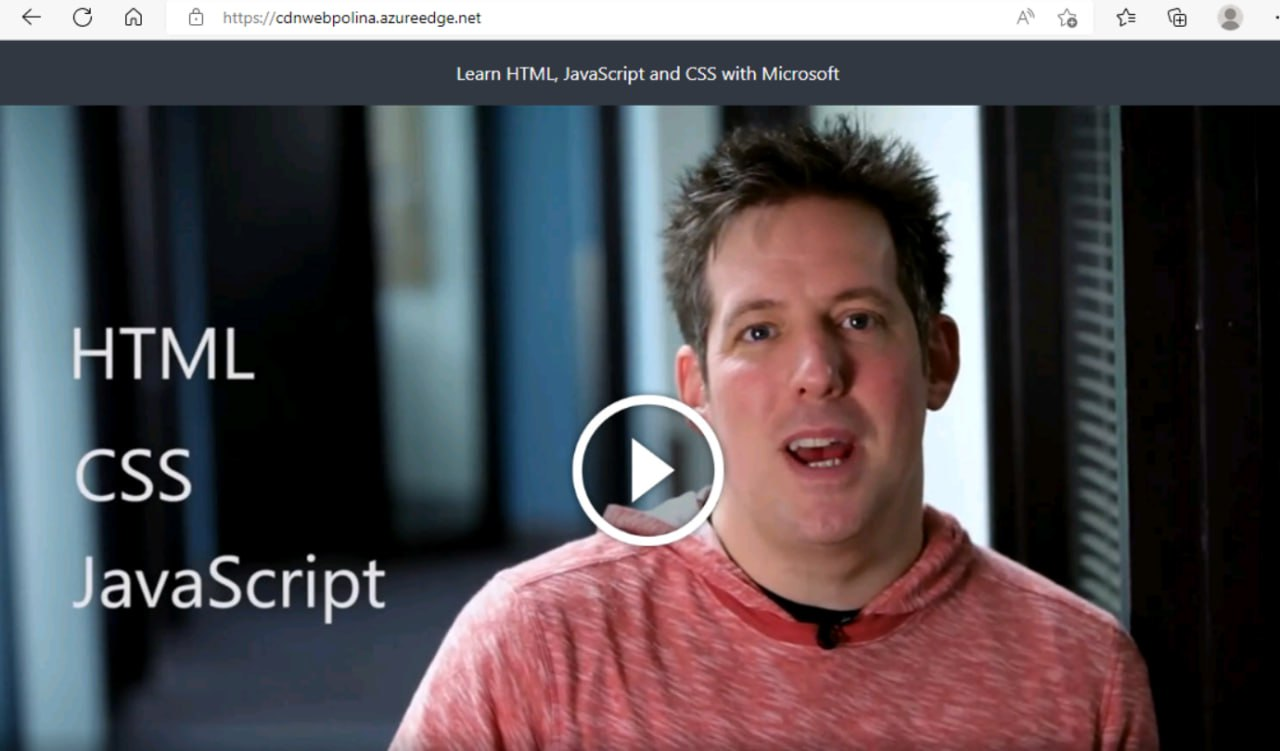 https://cdnwebpolina.azureedge.net
Learn HTML, JavaScript and CSS with Microsoft
HTML
CSS
JavaScript